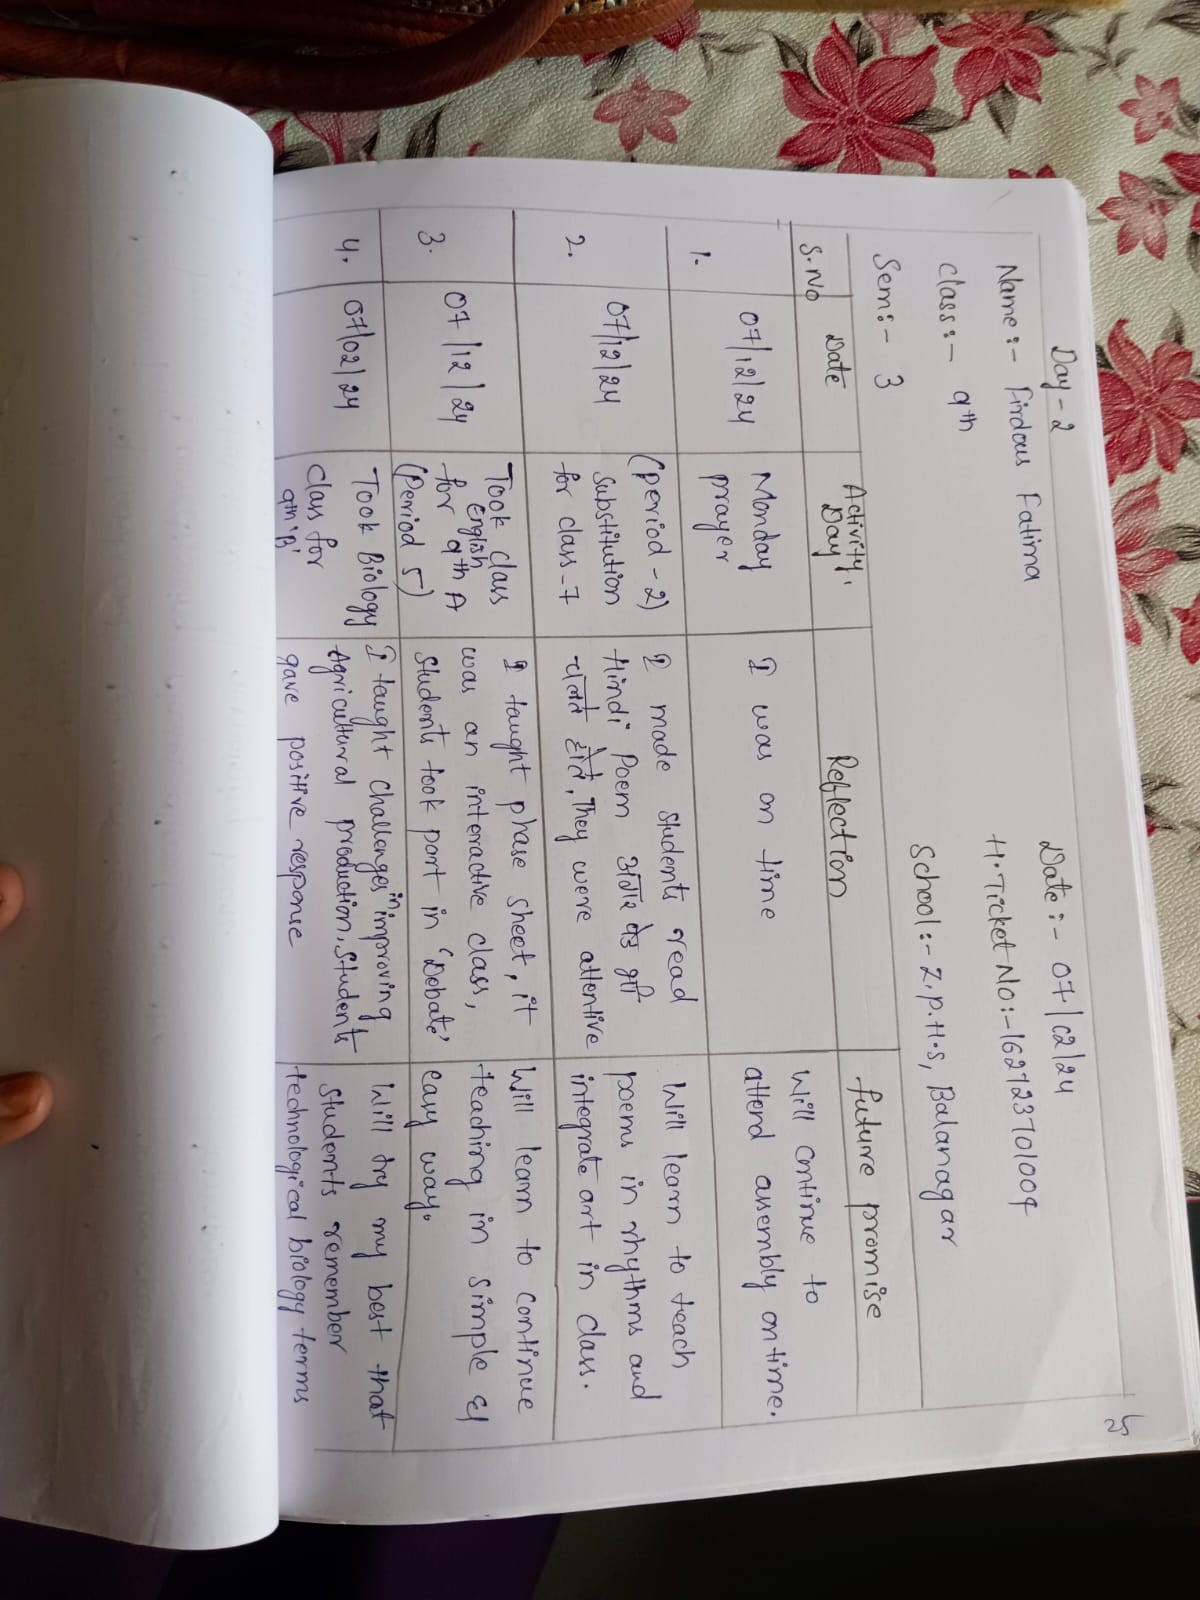 25
Day - 2
Date :- 07/02/24
Name :- Firdous Fatima
H.Ticket No :- 162723701009
Class :- 9th
School :- Z.P.H.S, Balanagar
Sem :- 3
S.No Date Activity, Reflection future promise
Day
1. 07/12/24 Monday I was on time Will continue to
prayer attend assembly on time.
2. 07/12/24 (period - 2) I made students read Will learn to teach
substitution Hindi Poem poems in rhythms and
for class - 7 They were attentive integrate art in class.
3. 07/12/24 Took class I taught phase sheet, it Will learn to continue
English
for 9th A was an interactive class, teaching in simple &
(Period 5) Students took part in 'Debate' easy way.
4. 07/02/24 Took Biology I taught challenges in improving Will try my best that
class for Agricultural production, students students remember
9th 'B' gave positive response technological biology terms